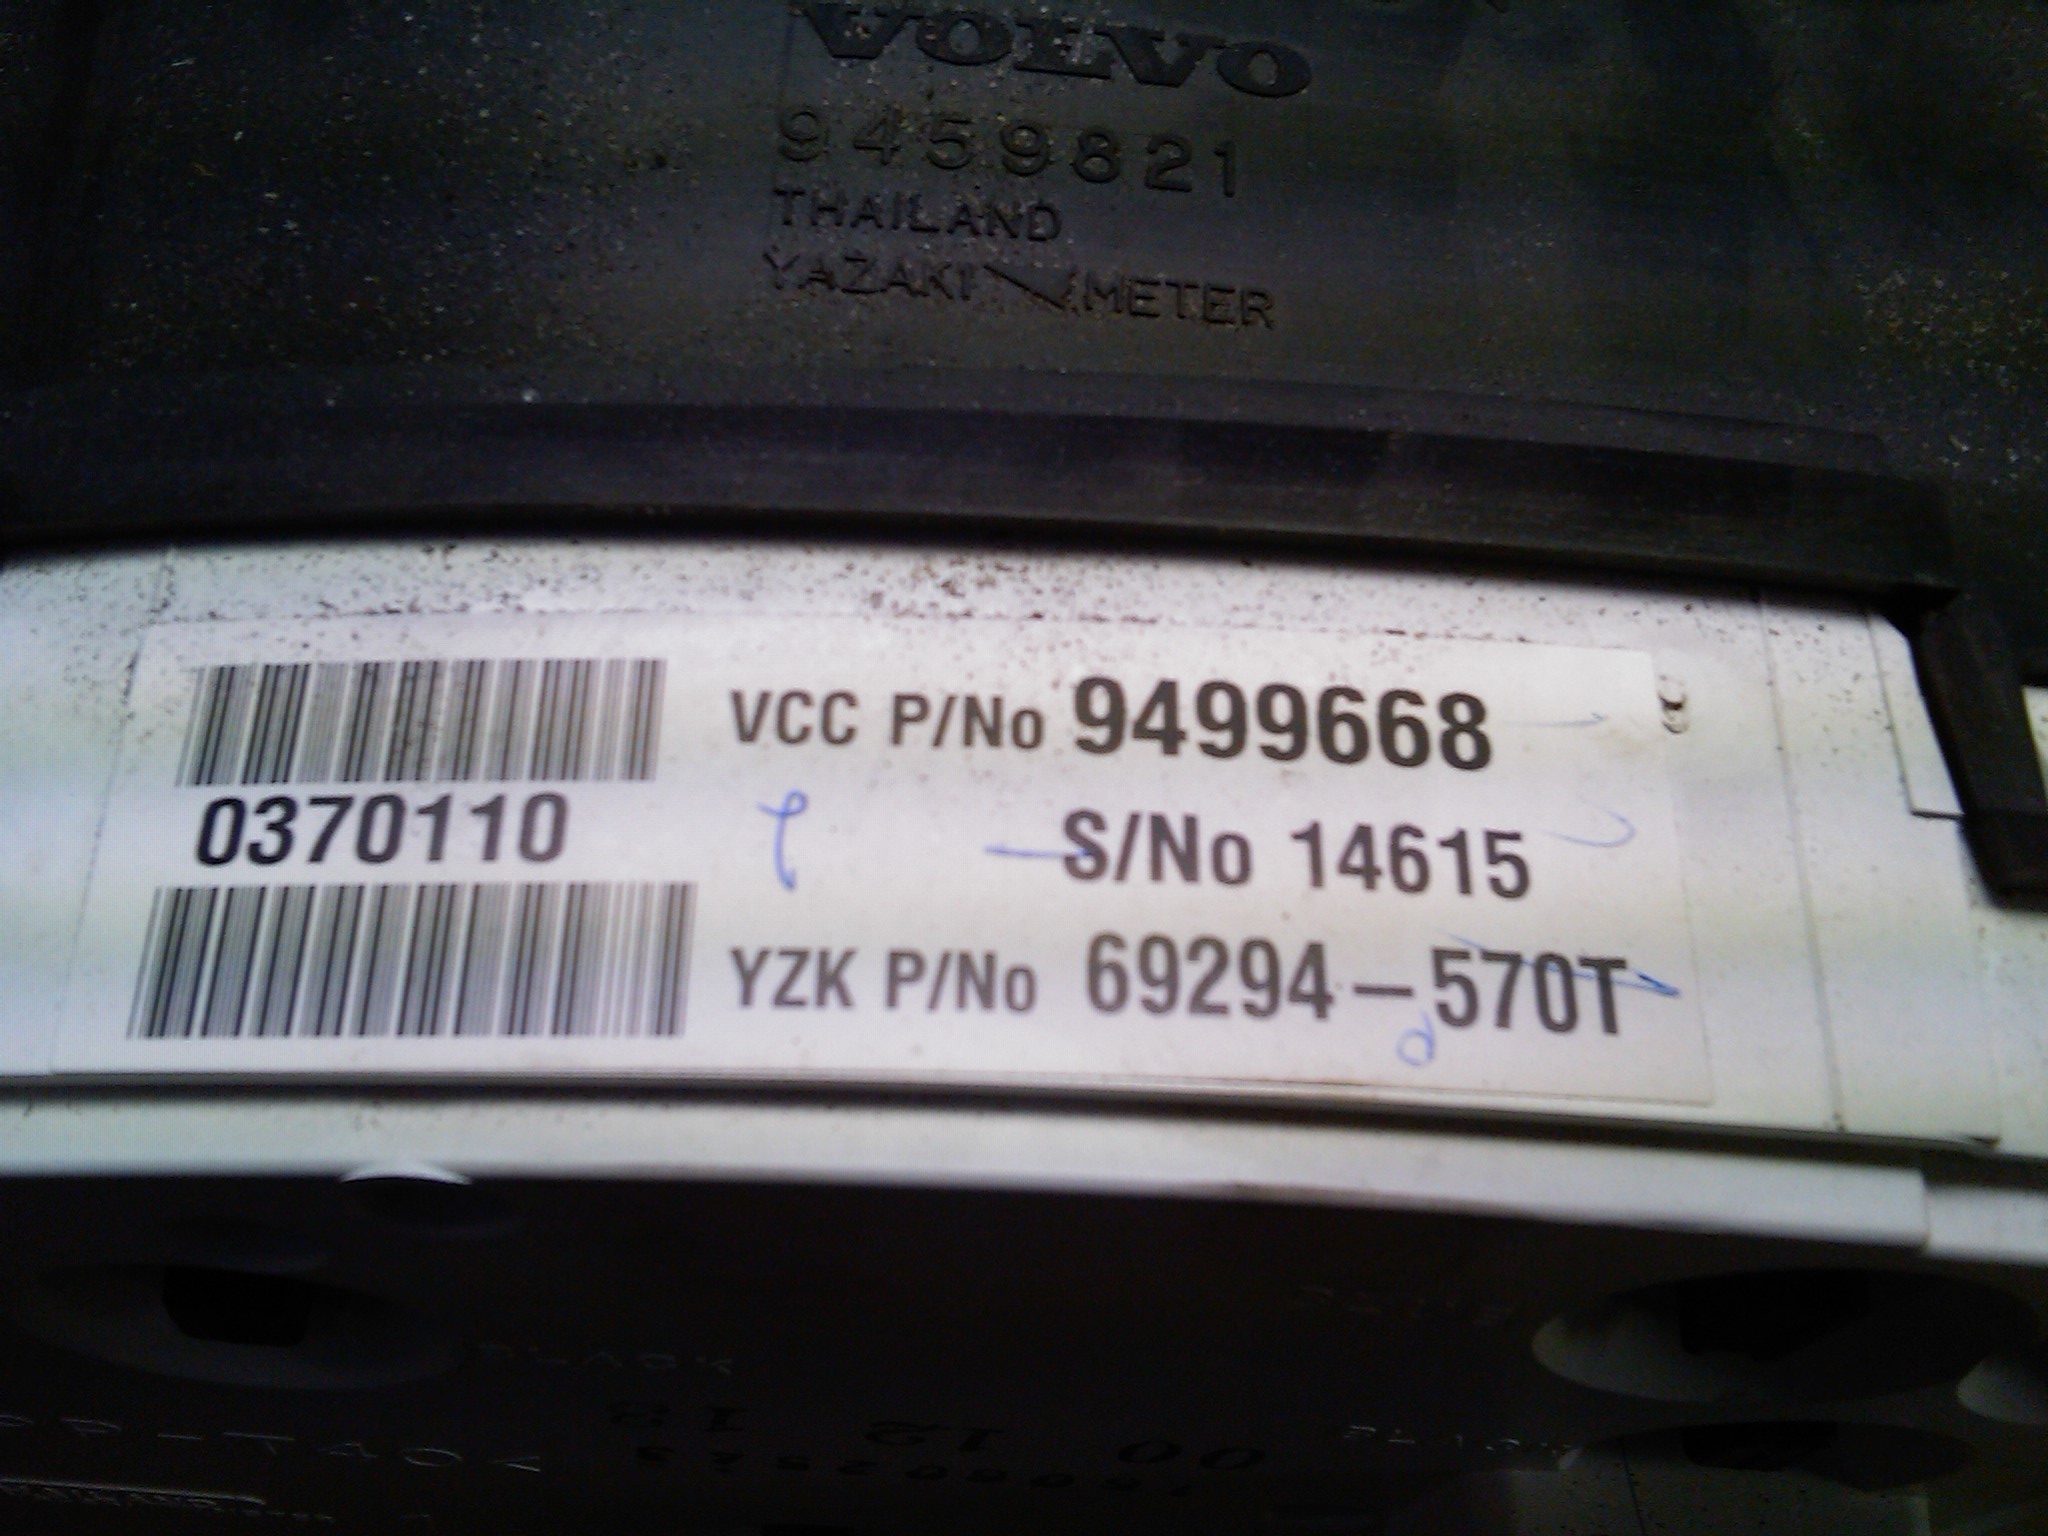 VOLVO
9459821
THAILAND
YAZAKI METER
VCC P/No 9499668
0370110
S/No 14615
YZK P/No 69294-570T